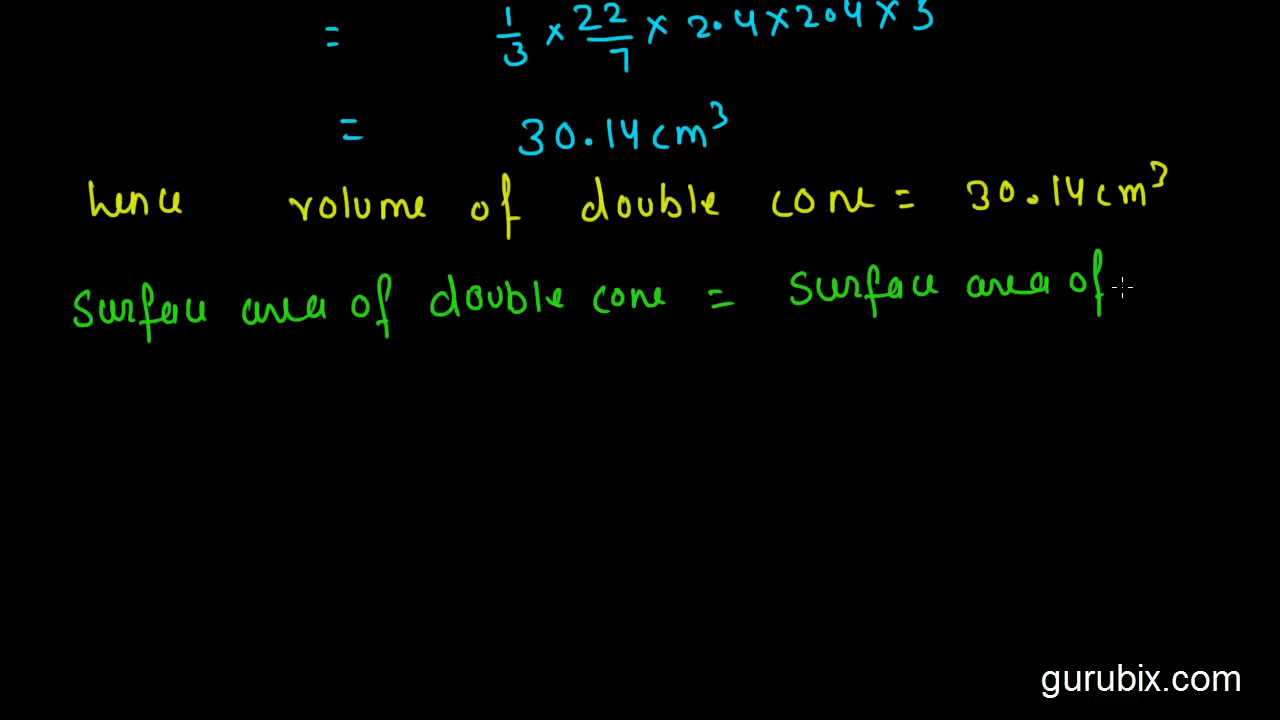 = 1/3 × 22/7 × 2.4 × 2.4 × 5
= 30.14 cm³
hence volume of double cone = 30.14 cm³
Surface area of double cone = Surface area of
gurubix.com